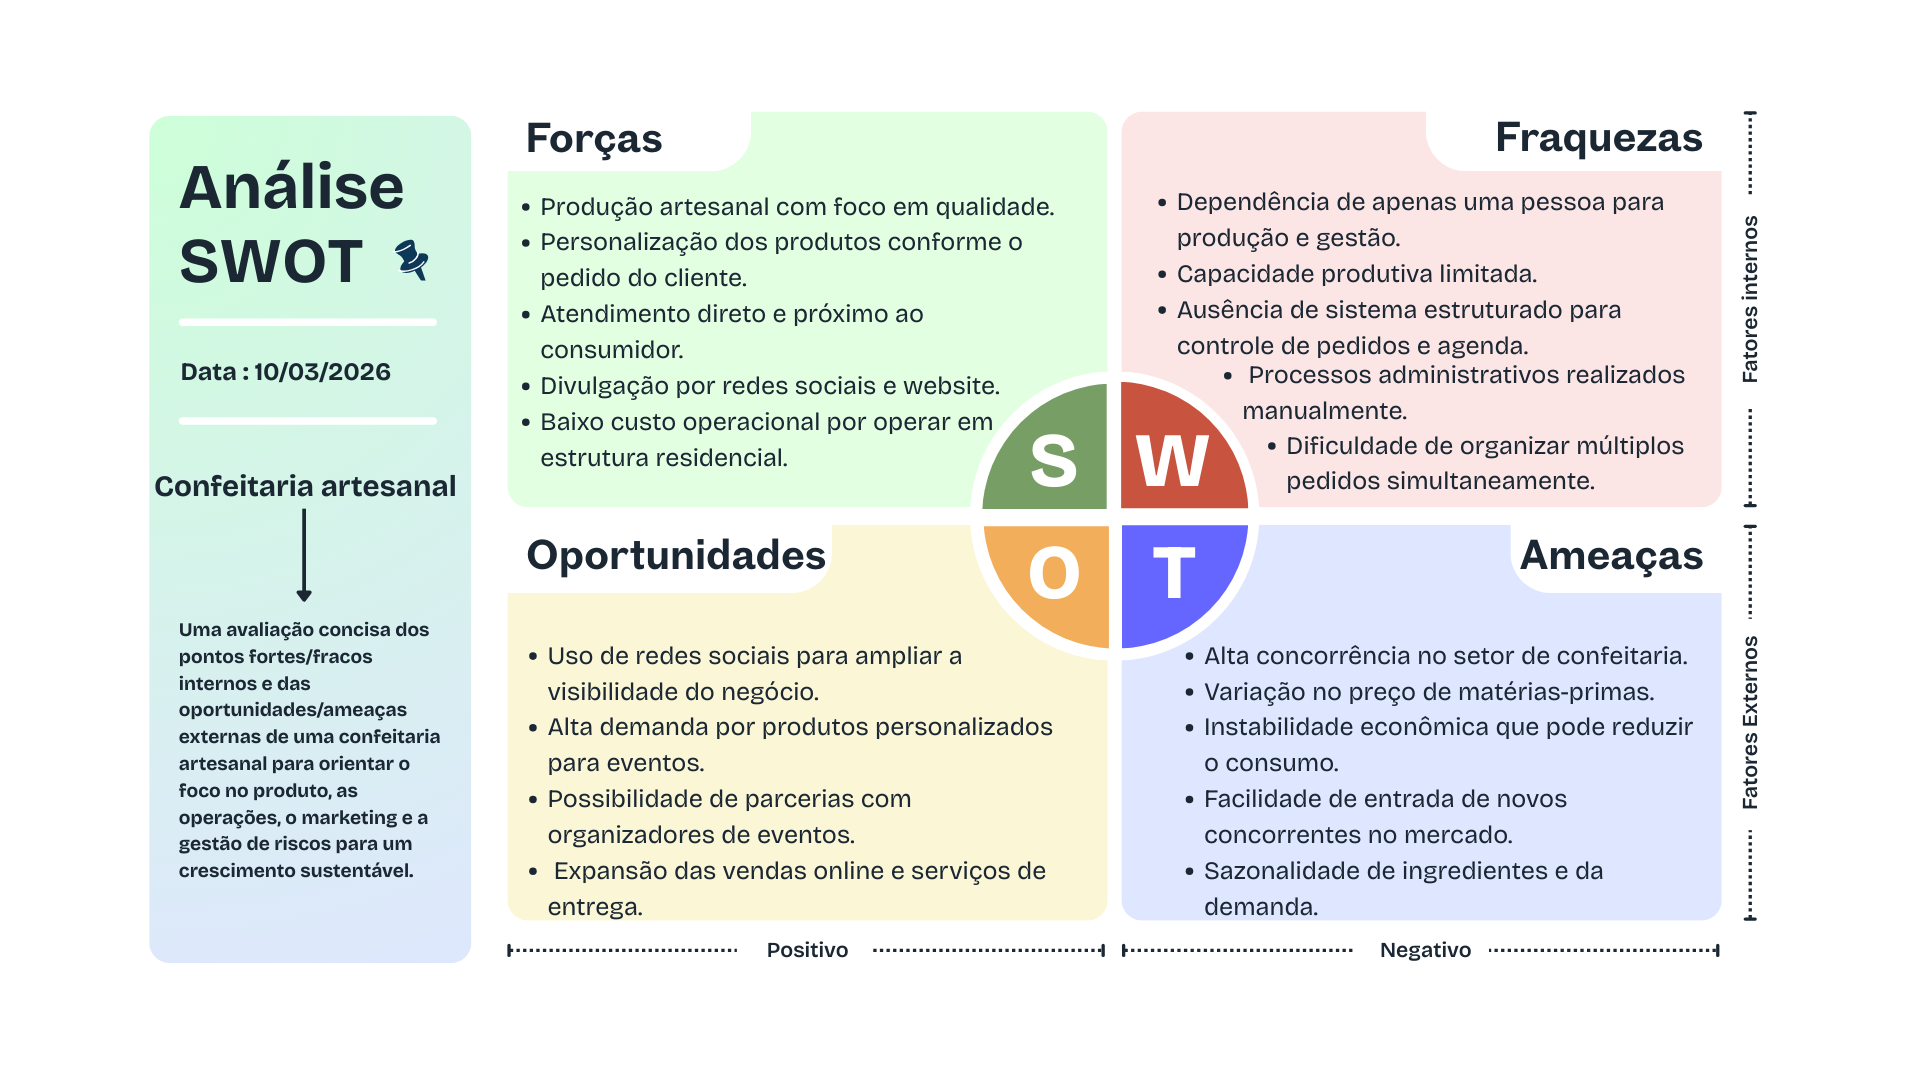 Análise
SWOT
Data : 10/03/2026
Confeitaria artesanal
Uma avaliação concisa dos
pontos fortes/fracos
internos e das
oportunidades/ameaças
externas de uma confeitaria
artesanal para orientar o
foco no produto, as
operações, o marketing e a
gestão de riscos para um
crescimento sustentável.
Forças
• Produção artesanal com foco em qualidade.
• Personalização dos produtos conforme o
pedido do cliente.
• Atendimento direto e próximo ao
consumidor.
• Divulgação por redes sociais e website.
• Baixo custo operacional por operar em
estrutura residencial.
Fraquezas
• Dependência de apenas uma pessoa para
produção e gestão.
• Capacidade produtiva limitada.
• Ausência de sistema estruturado para
controle de pedidos e agenda.
• Processos administrativos realizados
manualmente.
• Dificuldade de organizar múltiplos
pedidos simultaneamente.
S
W
O
T
Oportunidades
• Uso de redes sociais para ampliar a
visibilidade do negócio.
• Alta demanda por produtos personalizados
para eventos.
• Possibilidade de parcerias com
organizadores de eventos.
• Expansão das vendas online e serviços de
entrega.
Ameaças
• Alta concorrência no setor de confeitaria.
• Variação no preço de matérias-primas.
• Instabilidade econômica que pode reduzir
o consumo.
• Facilidade de entrada de novos
concorrentes no mercado.
• Sazonalidade de ingredientes e da
demanda.
Fatores internos
Fatores Externos
Positivo
Negativo